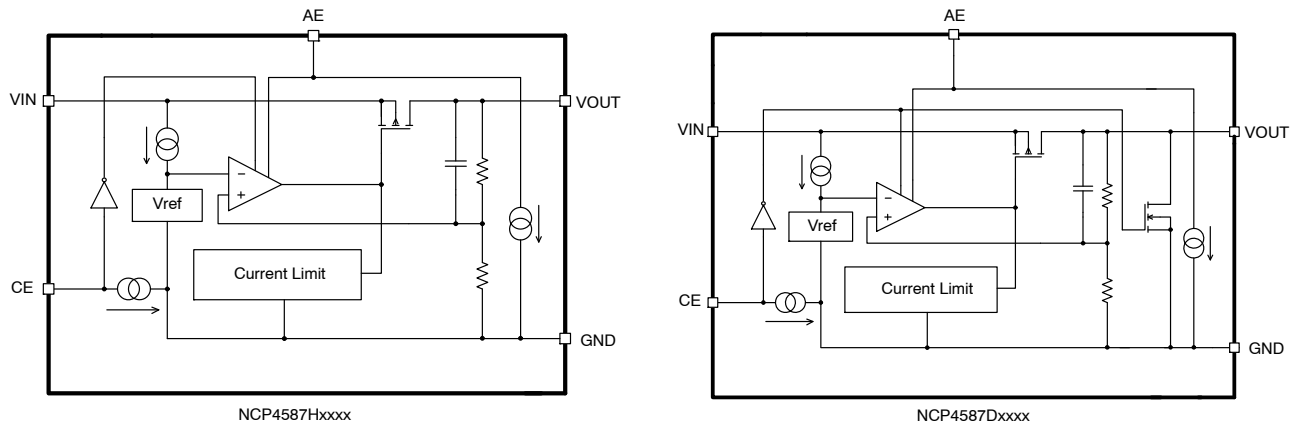 AE
VIN
VOUT
−
+
Vref
Current Limit
CE
GND
NCP4587Hxxxx
AE
VIN
VOUT
−
+
Vref
Current Limit
CE
GND
NCP4587Dxxxx